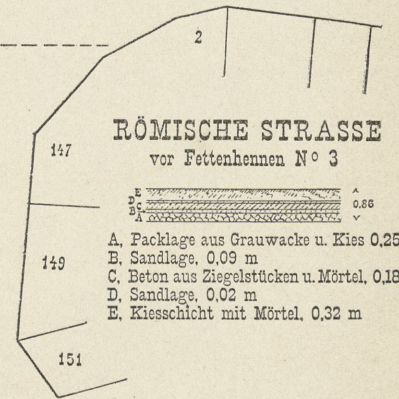 2
147
RÖMISCHE STRASSE
vor Fettenhennen Nº 3
E
D
C
B
A
0,86
A, Packlage aus Grauwacke u. Kies 0,25
B, Sandlage, 0,09 m
149
C, Beton aus Ziegelstücken u. Mörtel, 0,18
D, Sandlage, 0,02 m
E, Kiesschicht mit Mörtel, 0,32 m
151